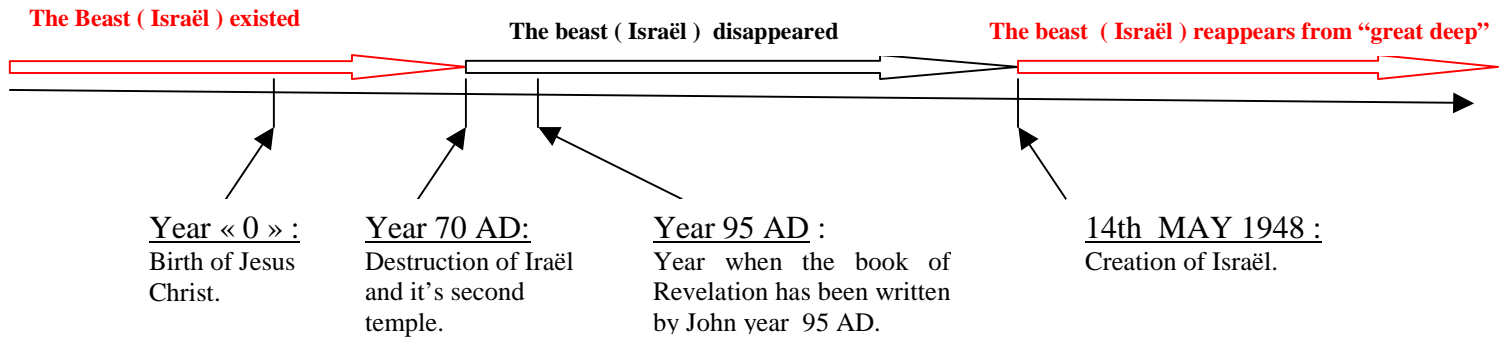 The Beast ( Israël ) existed
The beast ( Israël )  disappeared
The beast  ( Israël ) reappears from “great deep”
Year « 0 » :
Birth of Jesus
Christ.
Year 70 AD:
Destruction of Iraël
and it’s second
temple.
Year 95 AD :
Year when the book of
Revelation has been written
by John year  95 AD.
14th  MAY 1948 :
Creation of Israël.